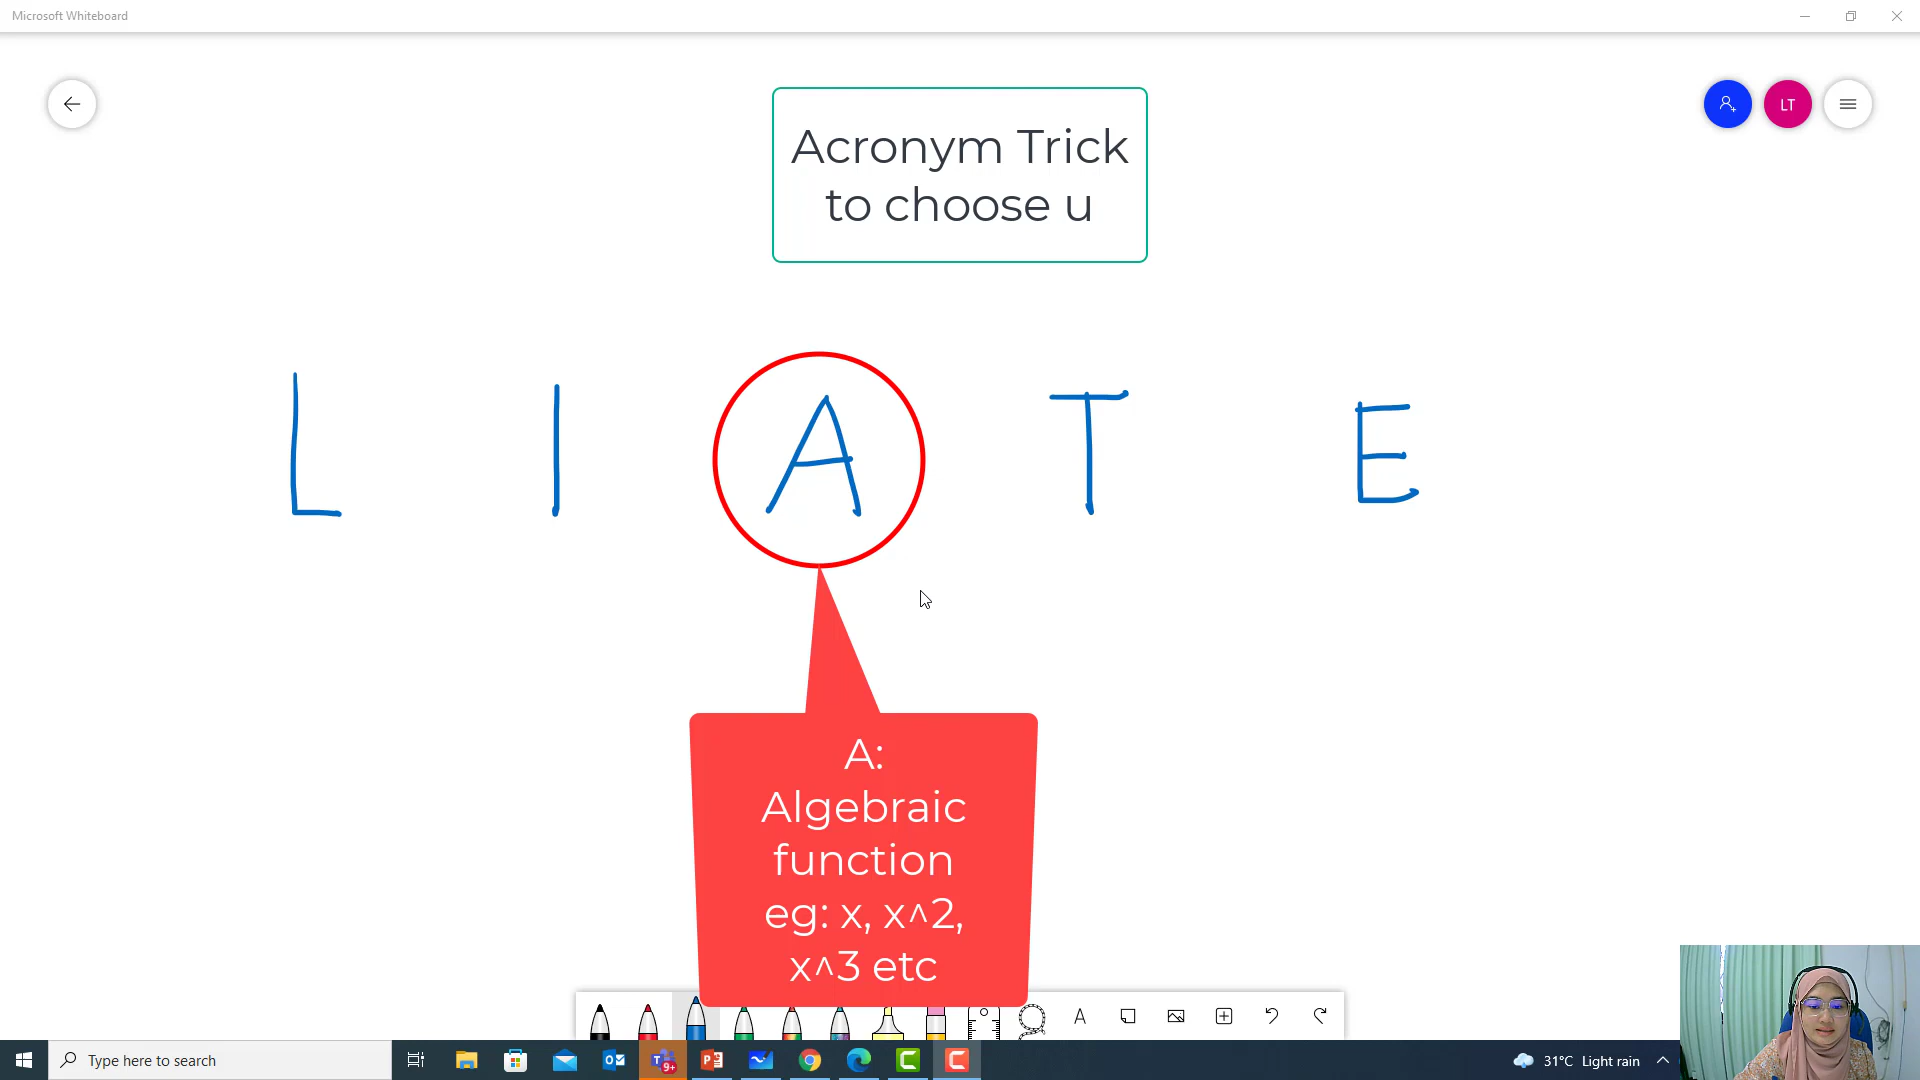 Microsoft Whiteboard
LT
Acronym Trick
to choose u
L I A T E
A:
Algebraic
function
eg: x, x^2,
x^3 etc
A
Type here to search
9+
31°C Light rain